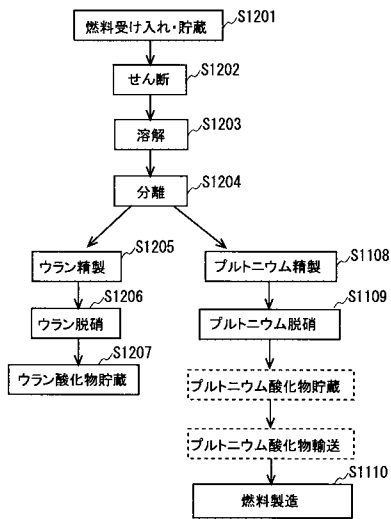 燃料受け入れ・貯蔵 S1201
せん断 S1202
溶解 S1203
分離 S1204
ウラン精製 S1205
ウラン脱硝 S1206
ウラン酸化物貯蔵 S1207
プルトニウム精製 S1108
プルトニウム脱硝 S1109
プルトニウム酸化物貯蔵
プルトニウム酸化物輸送
燃料製造 S1110